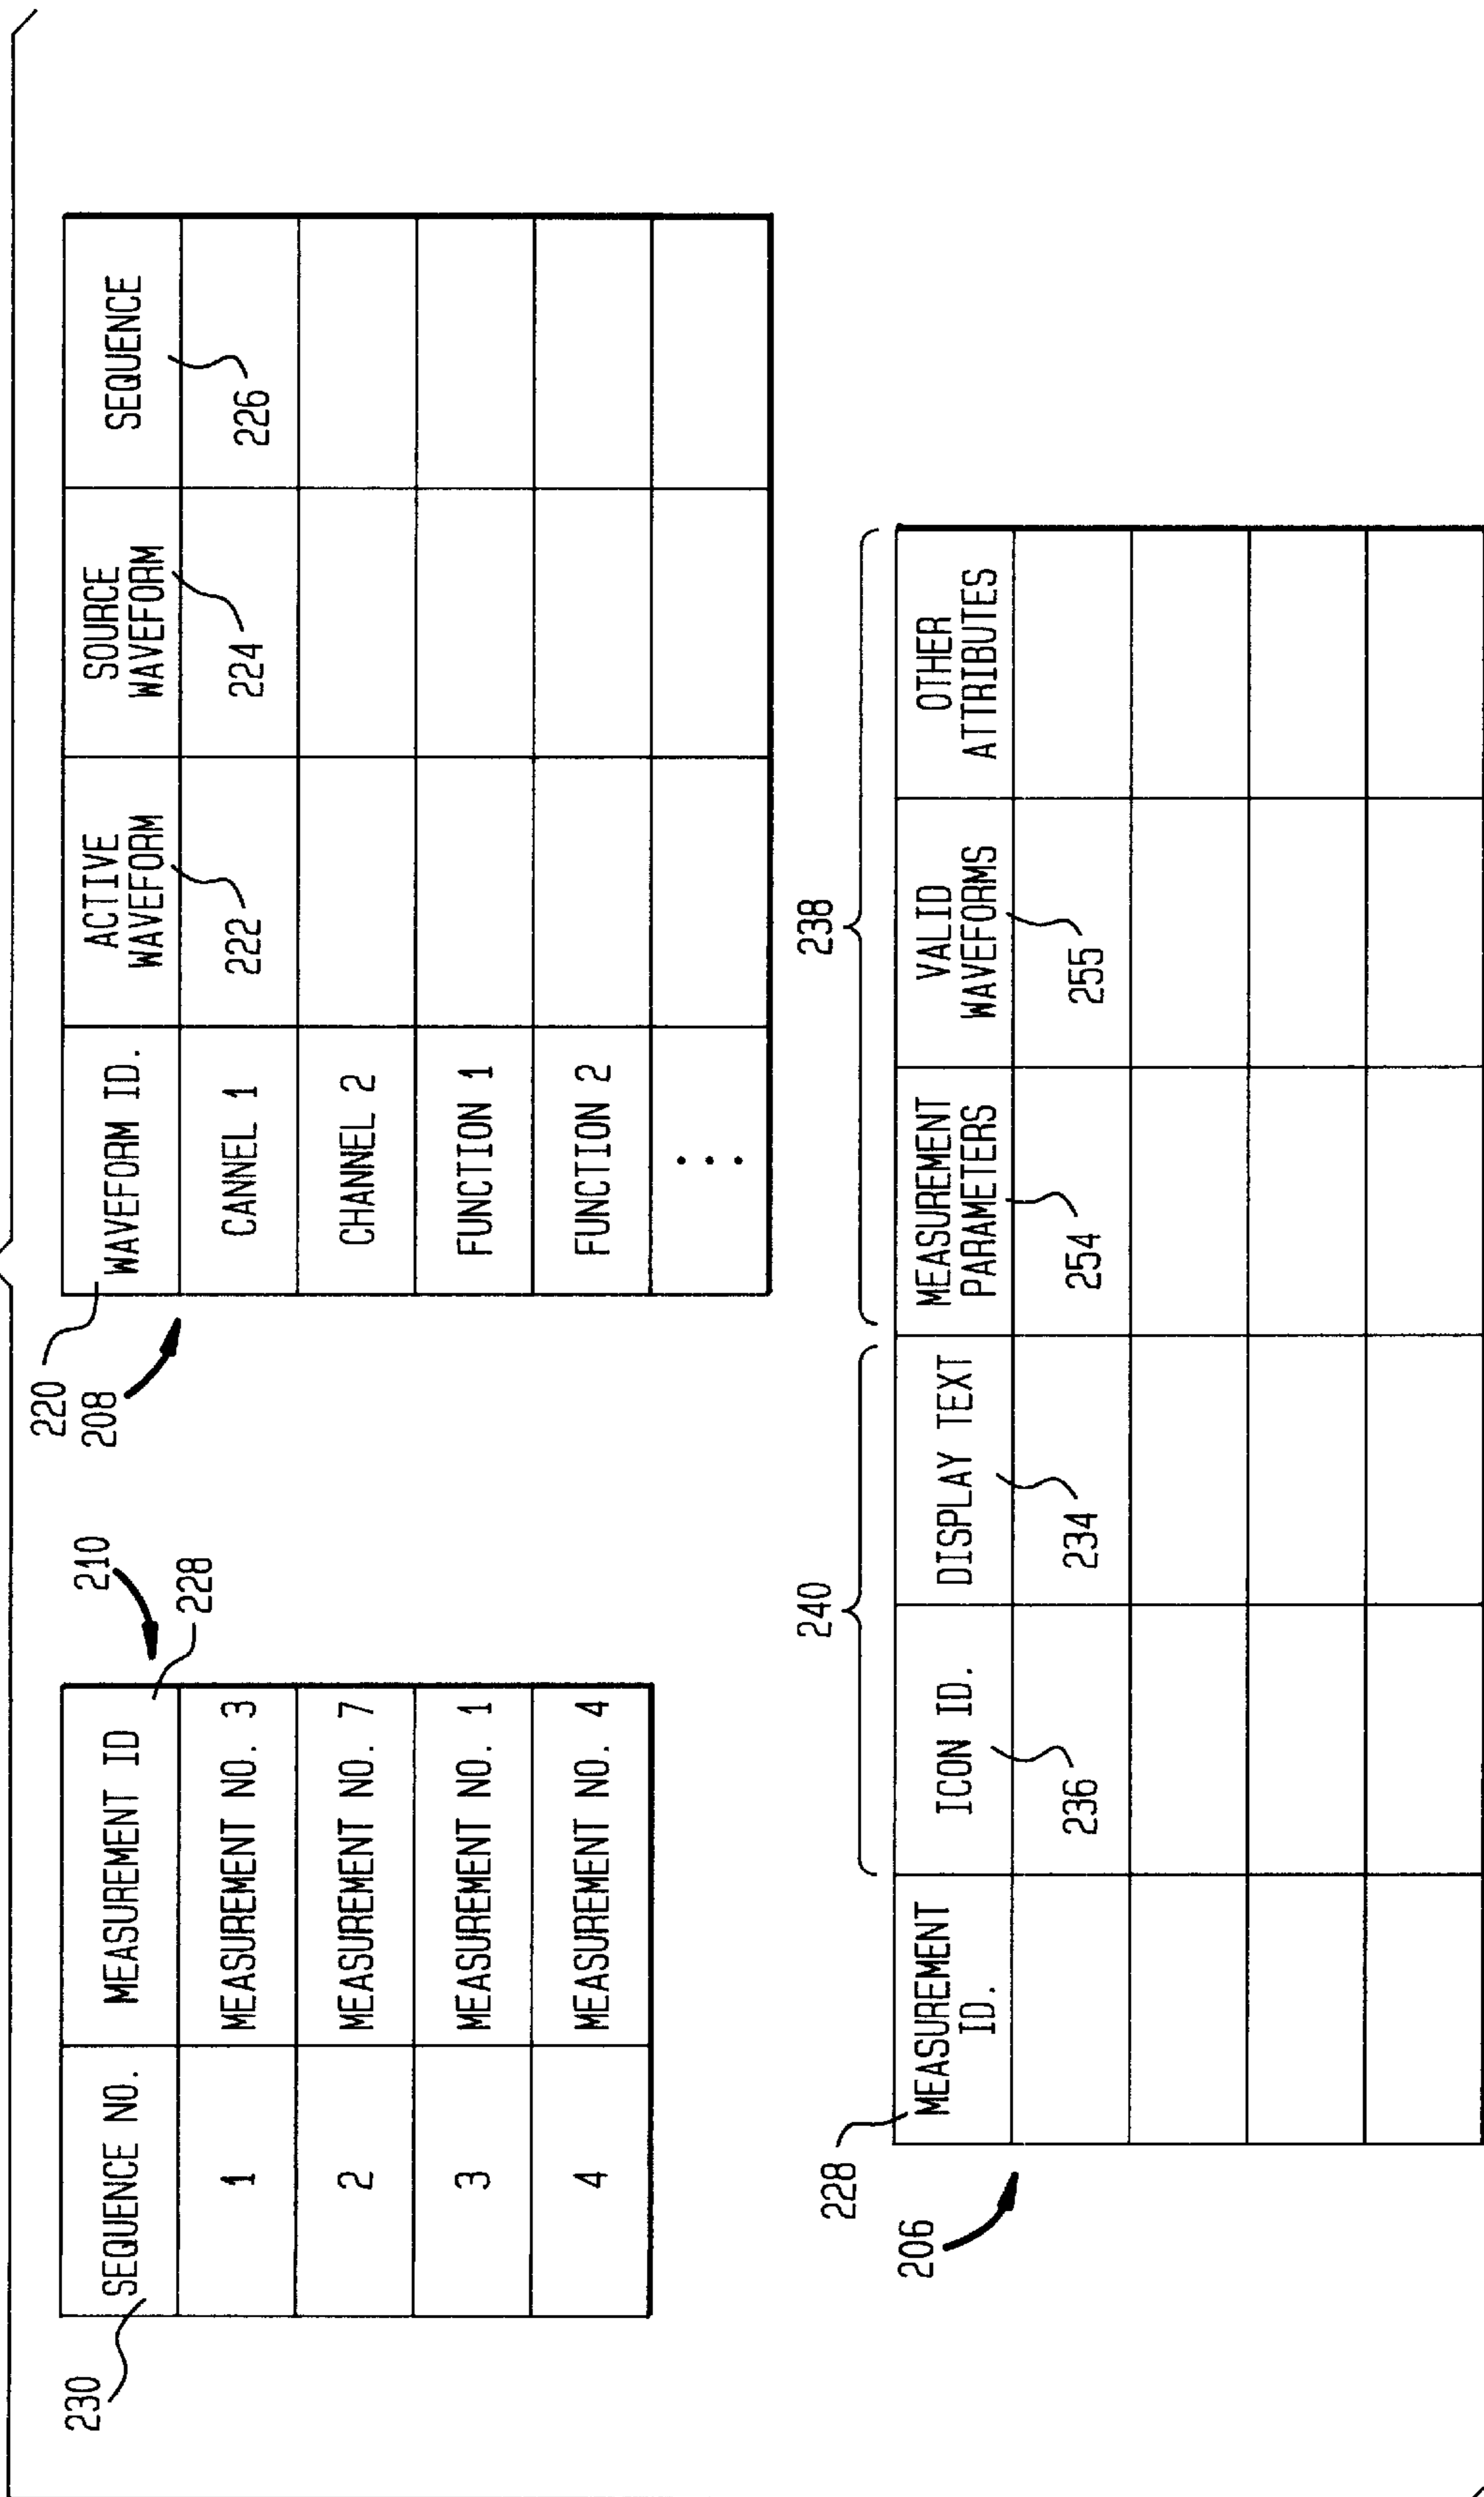 230
SEQUENCE NO.
MEASUREMENT ID
210
228
1
MEASUREMENT NO. 3
2
MEASUREMENT NO. 7
3
MEASUREMENT NO. 1
4
MEASUREMENT NO. 4
220
208
WAVEFORM ID.
ACTIVE
WAVEFORM
SOURCE
WAVEFORM
SEQUENCE
CANNEL 1
222
224
226
CHANNEL 2
FUNCTION 1
FUNCTION 2
240
238
228
206
MEASUREMENT
ID.
ICON ID.
DISPLAY TEXT
MEASUREMENT
PARAMETERS
VALID
WAVEFORMS
OTHER
ATTRIBUTES
236
234
254
255